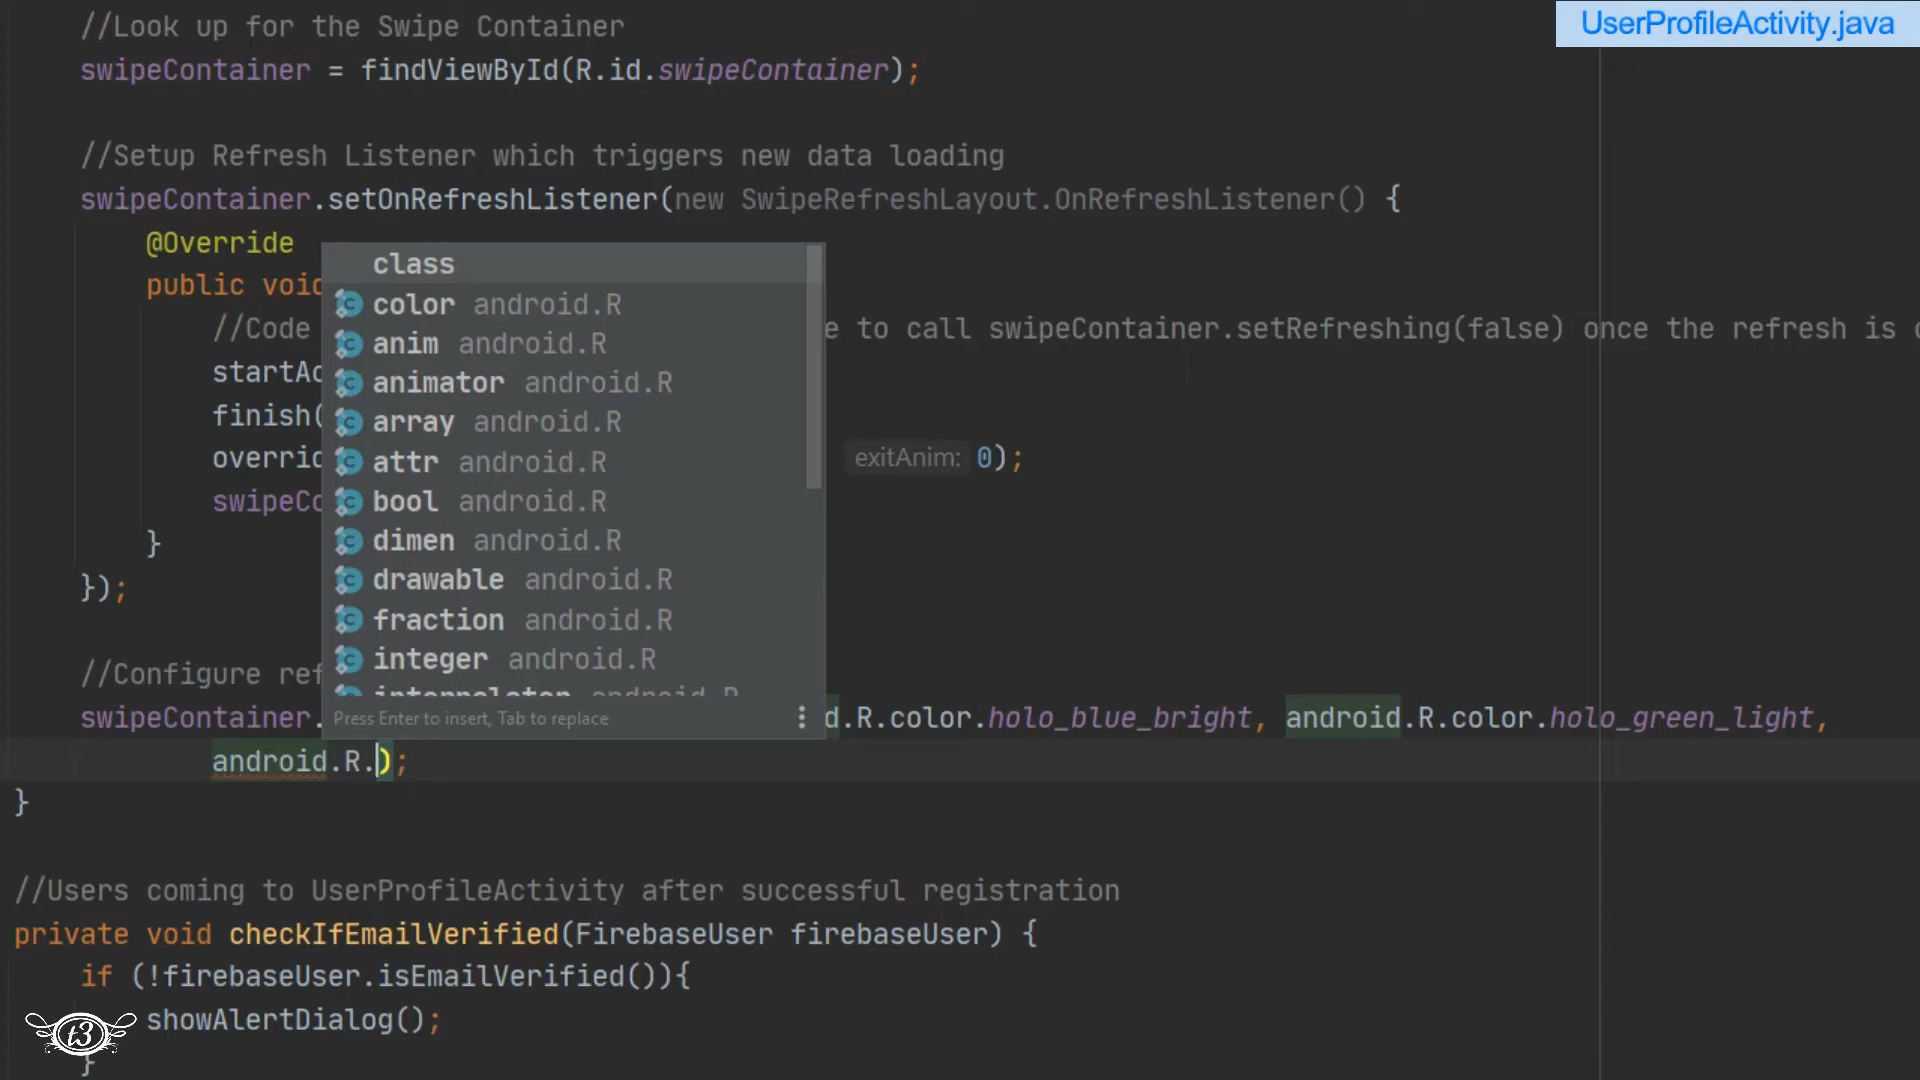 //Look up for the Swipe Container
UserProfileActivity.java
swipeContainer = findViewById(R.id.swipeContainer);
//Setup Refresh Listener which triggers new data loading
swipeContainer.setOnRefreshListener(new SwipeRefreshLayout.OnRefreshListener() {
@Override
class
public void
color android.R
//Code e to call swipeContainer.setRefreshing(false) once the refresh is
anim android.R
startAc
animator android.R
finish(
array android.R
overrid exitAnim: 0);
attr android.R
swipeCo
bool android.R
}
dimen android.R
});
drawable android.R
fraction android.R
integer android.R
//Configure ref
interpolator android.R
swipeContainer. d.R.color.holo_blue_bright, android.R.color.holo_green_light,
Press Enter to insert, Tab to replace
android.R.);
}
//Users coming to UserProfileActivity after successful registration
private void checkIfEmailVerified(FirebaseUser firebaseUser) {
if (!firebaseUser.isEmailVerified()){
showAlertDialog();
}
t3